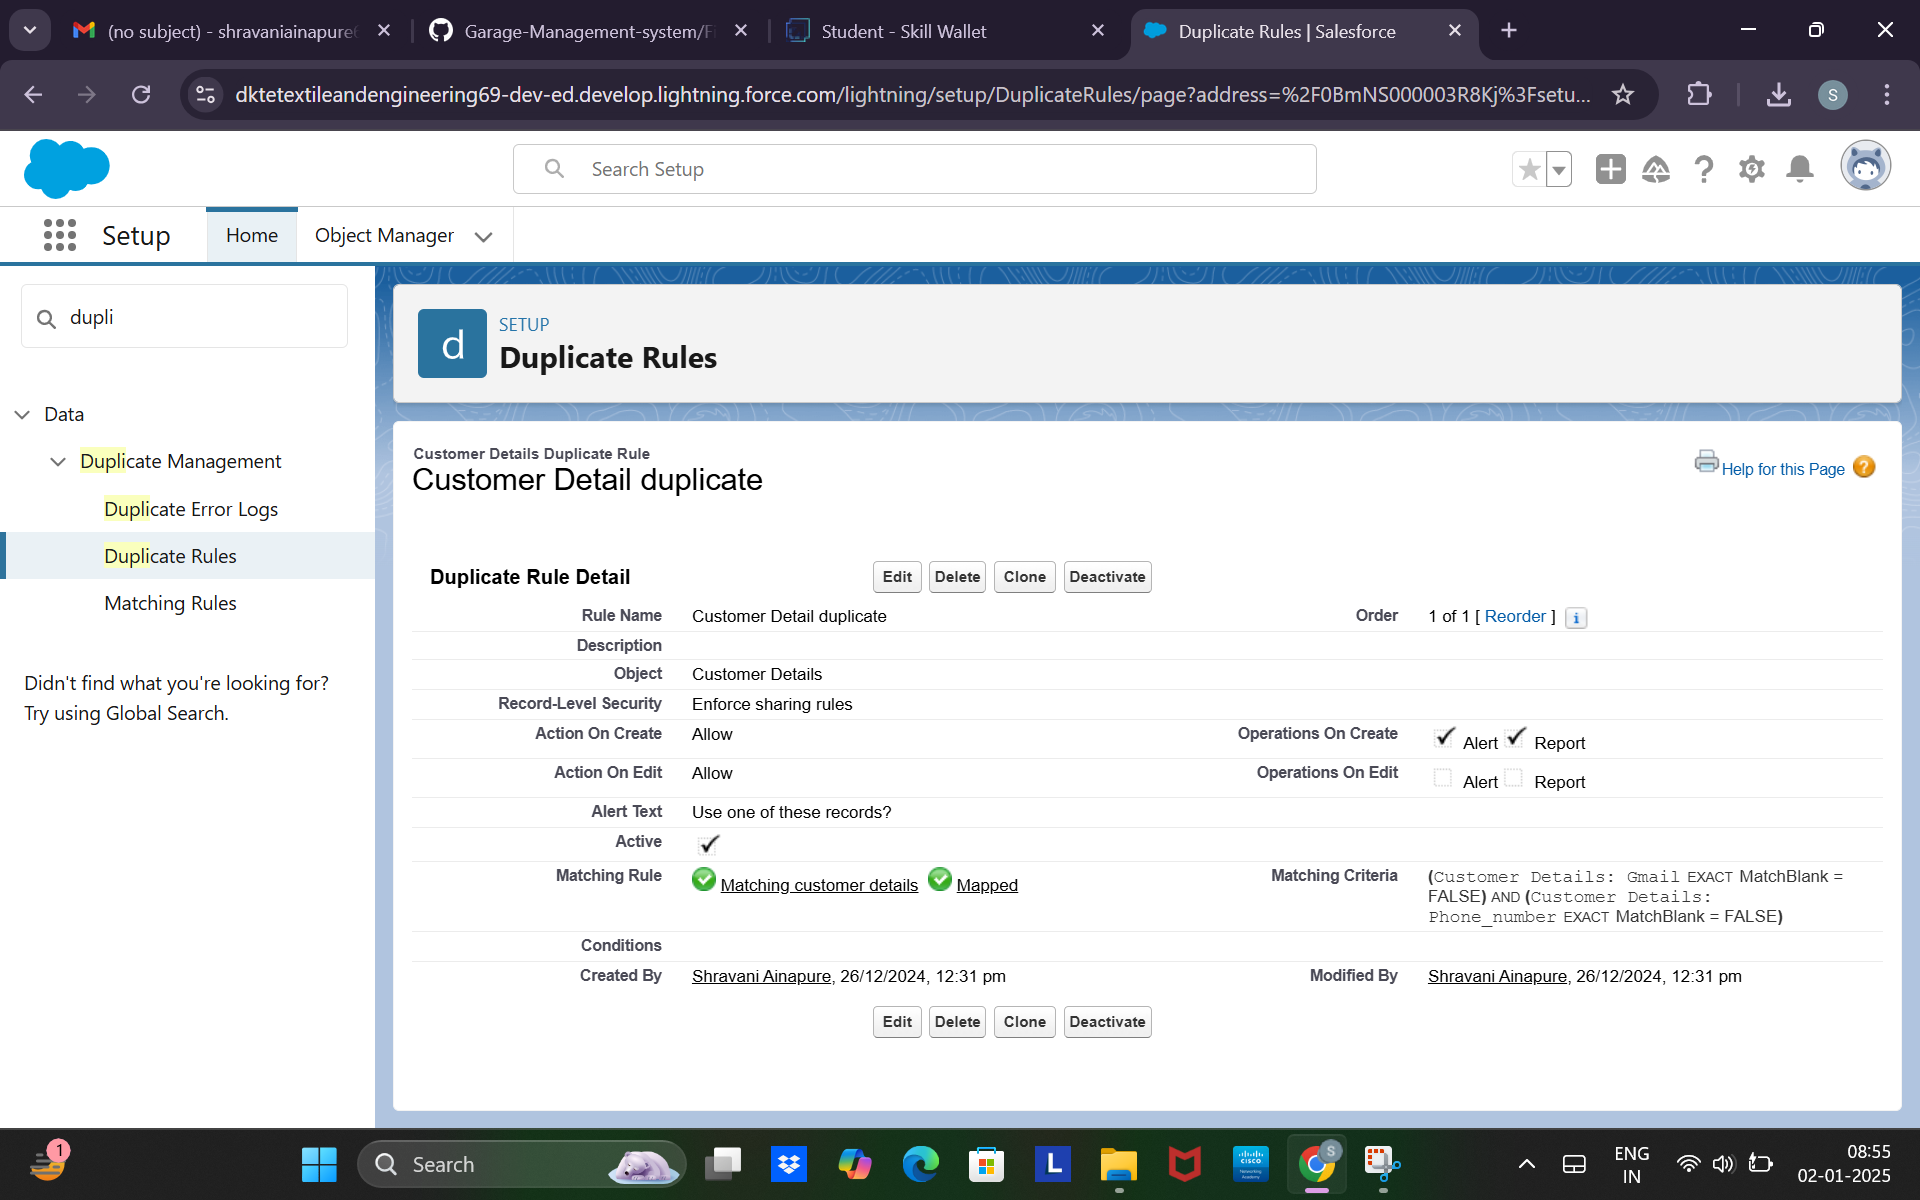 (no subject) - shravaniainapure6
Garage-Management-system/Fi
Student - Skill Wallet
Duplicate Rules | Salesforce
dktetextileandengineering69-dev-ed.develop.lightning.force.com/lightning/setup/DuplicateRules/page?address=%2F0BmNS000003R8Kj%3Fsetu...
S
Search Setup
Setup
Home
Object Manager
dupli
Data
Duplicate Management
Duplicate Error Logs
Duplicate Rules
Matching Rules
Didn't find what you're looking for?
Try using Global Search.
d
SETUP
Duplicate Rules
Customer Details Duplicate Rule
Customer Detail duplicate
Help for this Page ?
Duplicate Rule Detail
Edit Delete Clone Deactivate
Rule Name Customer Detail duplicate Order 1 of 1 [ Reorder ] i
Description
Object Customer Details
Record-Level Security Enforce sharing rules
Action On Create Allow Operations On Create Alert Report
Action On Edit Allow Operations On Edit Alert Report
Alert Text Use one of these records?
Active
Matching Rule Matching customer details Mapped Matching Criteria (Customer Details: Gmail EXACT MatchBlank =
FALSE) AND (Customer Details:
Phone_number EXACT MatchBlank = FALSE)
Conditions
Created By Shravani Ainapure, 26/12/2024, 12:31 pm Modified By Shravani Ainapure, 26/12/2024, 12:31 pm
Edit Delete Clone Deactivate
1
Search
L
CISCO
S
ENG
IN
08:55
02-01-2025